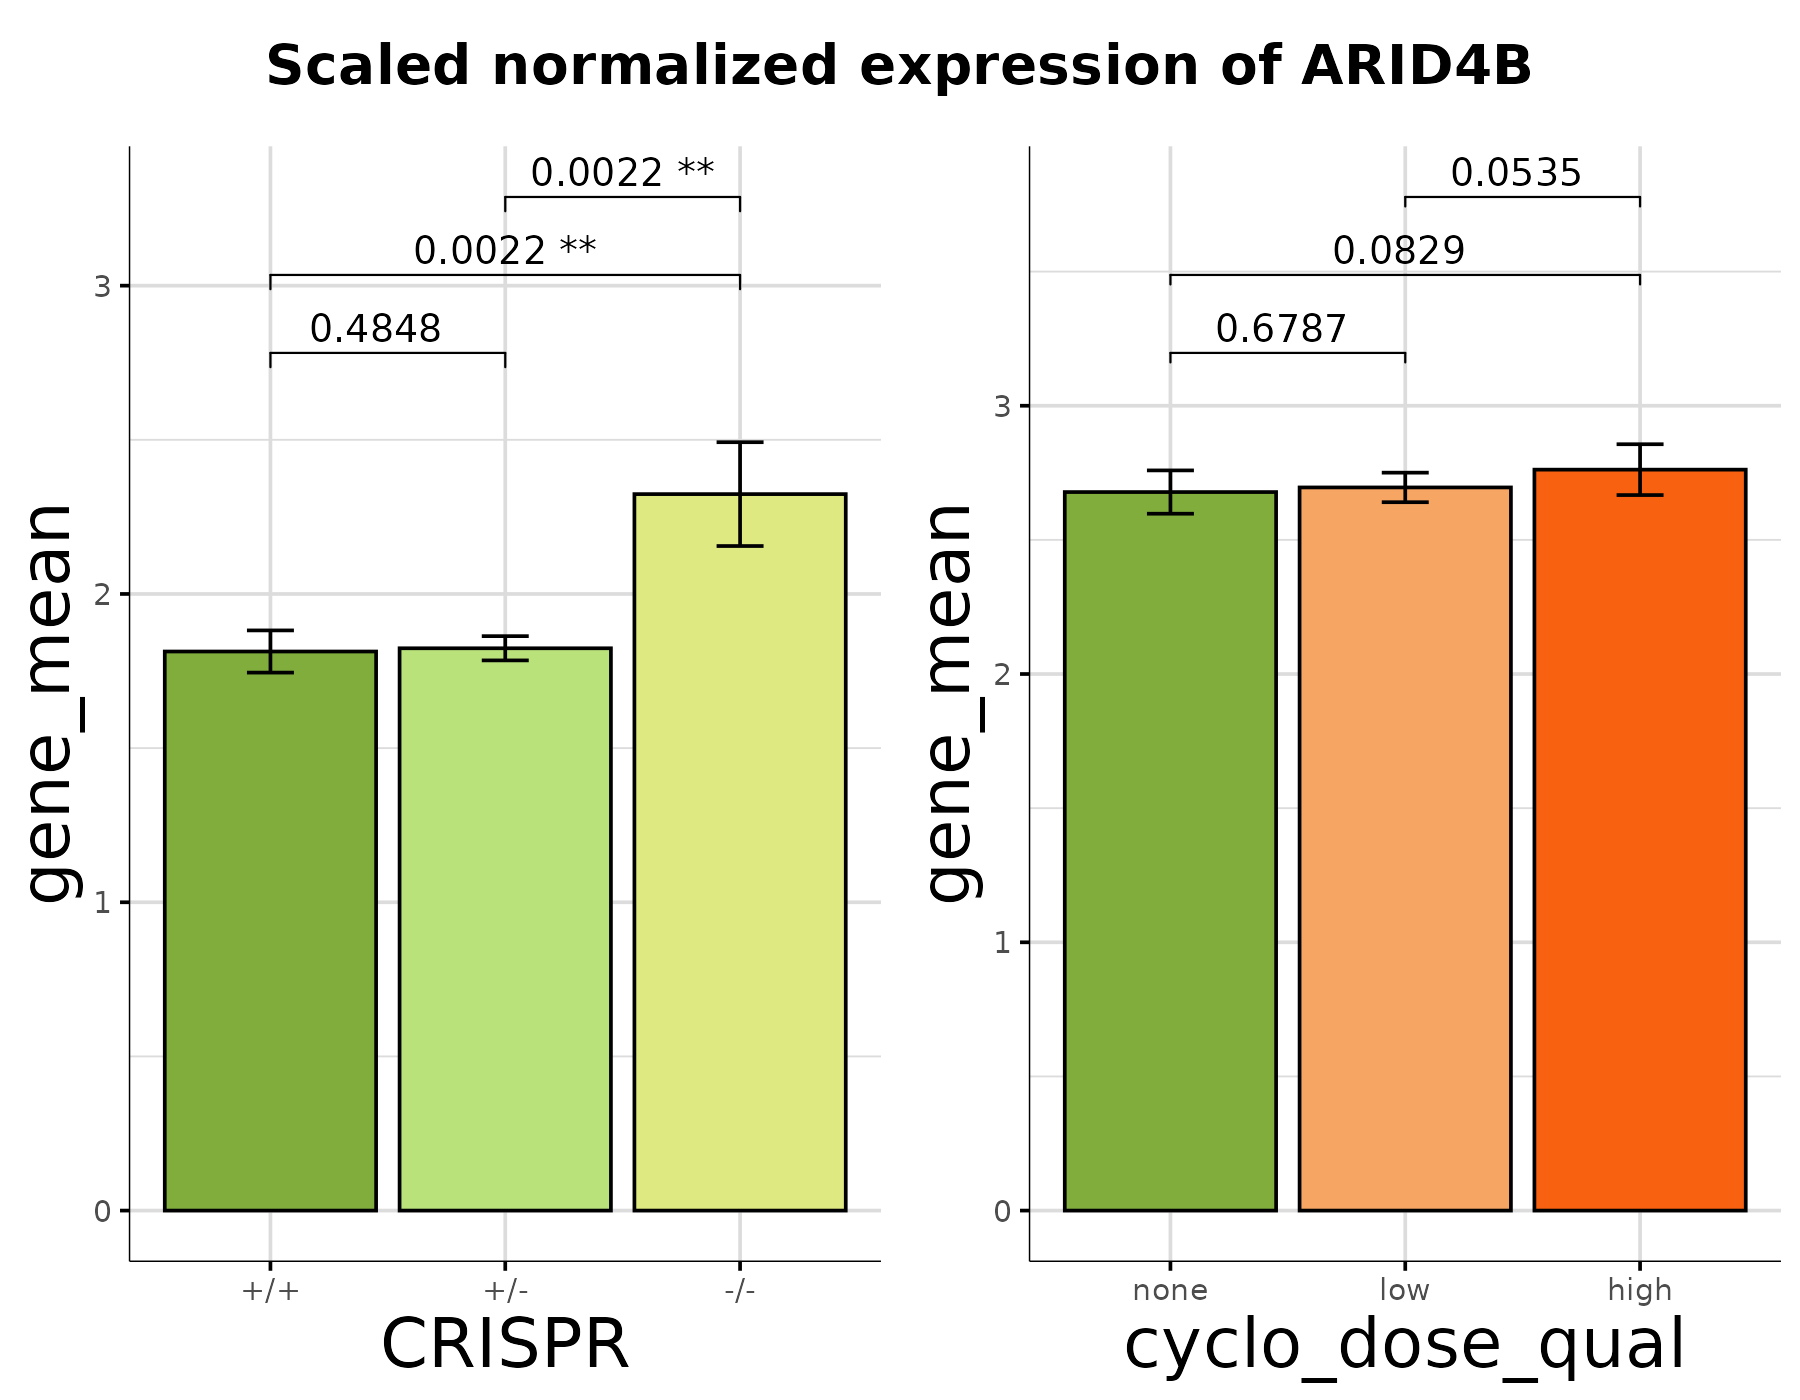 Scaled normalized expression of ARID4B
gene_mean
0.0022 **
0.0022 **
0.4848
3
2
1
0
+/+ +/- -/-
CRISPR
gene_mean
0.0535
0.0829
0.6787
3
2
1
0
none low high
cyclo_dose_qual